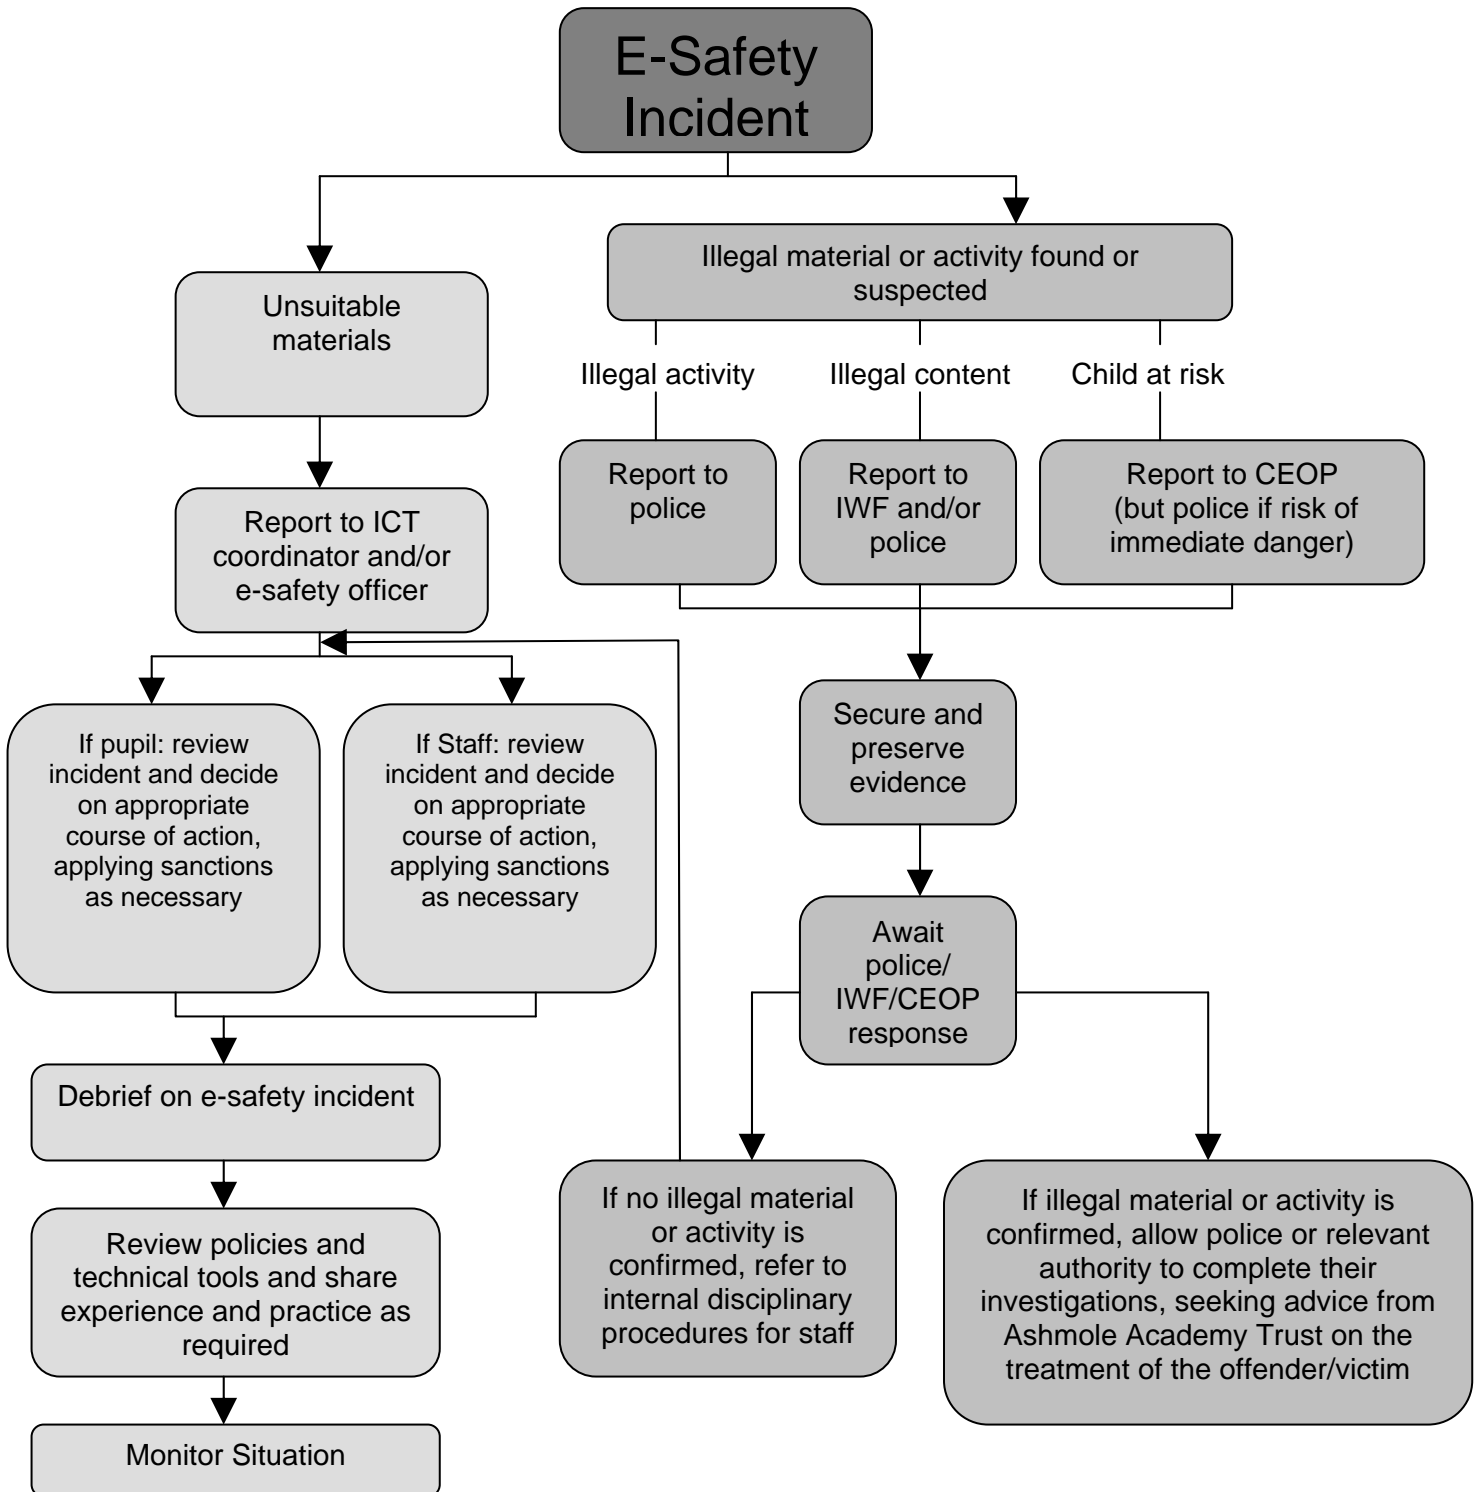 E-Safety
Incident
Unsuitable
materials
Illegal material or activity found or
suspected
Illegal activity
Illegal content
Child at risk
Report to
police
Report to
IWF and/or
police
Report to CEOP
(but police if risk of
immediate danger)
Report to ICT
coordinator and/or
e-safety officer
If pupil: review
incident and decide
on appropriate
course of action,
applying sanctions
as necessary
If Staff: review
incident and decide
on appropriate
course of action,
applying sanctions
as necessary
Secure and
preserve
evidence
Await
police/
IWF/CEOP
response
Debrief on e-safety incident
Review policies and
technical tools and share
experience and practice as
required
Monitor Situation
If no illegal material
or activity is
confirmed, refer to
internal disciplinary
procedures for staff
If illegal material or activity is
confirmed, allow police or relevant
authority to complete their
investigations, seeking advice from
Ashmole Academy Trust on the
treatment of the offender/victim